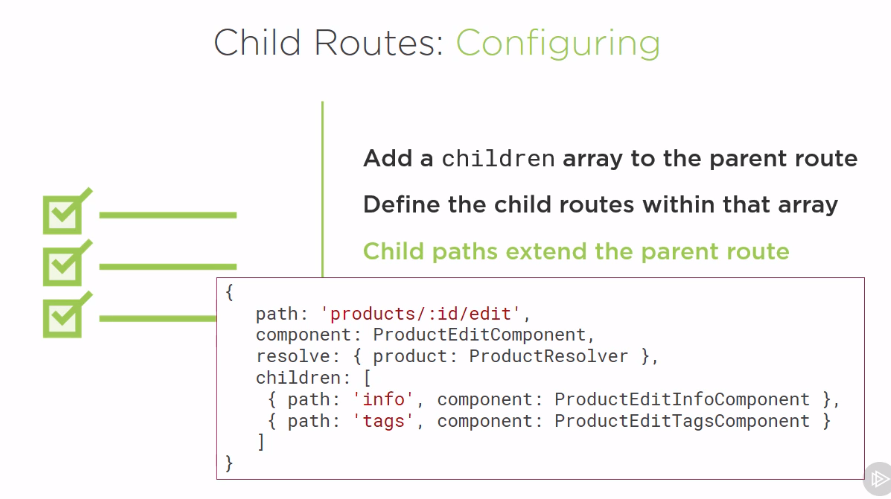 Child Routes: Configuring
Add a children array to the parent route
Define the child routes within that array
Child paths extend the parent route
{
path: 'products/:id/edit',
component: ProductEditComponent,
resolve: { product: ProductResolver },
children: [
{ path: 'info', component: ProductEditInfoComponent },
{ path: 'tags', component: ProductEditTagsComponent }
]
}